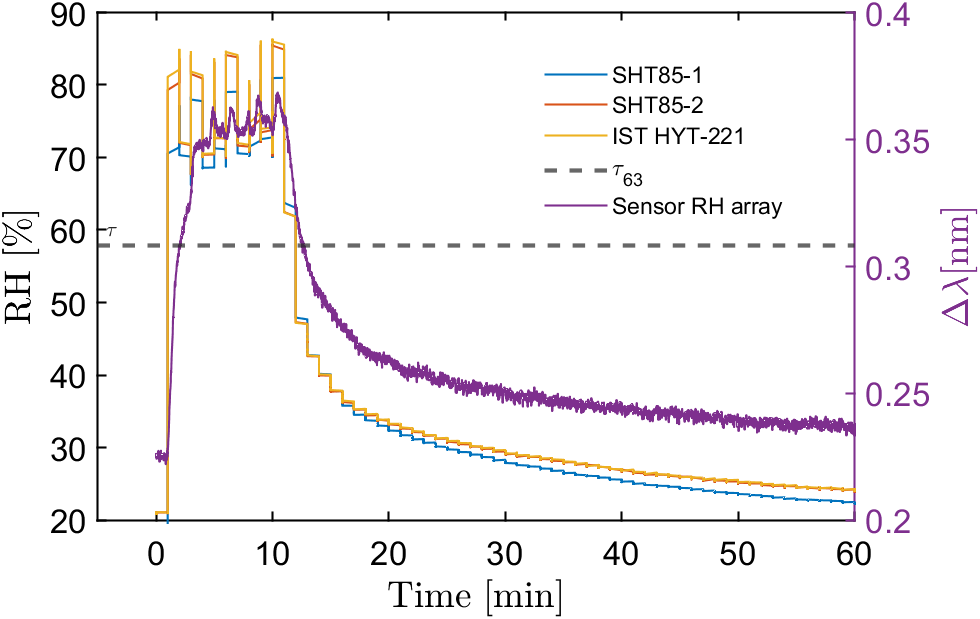 90
80
70
60
50
40
30
20
RH [%]
τ
SHT85-1
SHT85-2
IST HYT-221
τ63
Sensor RH array
0.4
0.35
0.3
0.25
0.2
Δλ[nm]
0
10
20
30
40
50
60
Time [min]